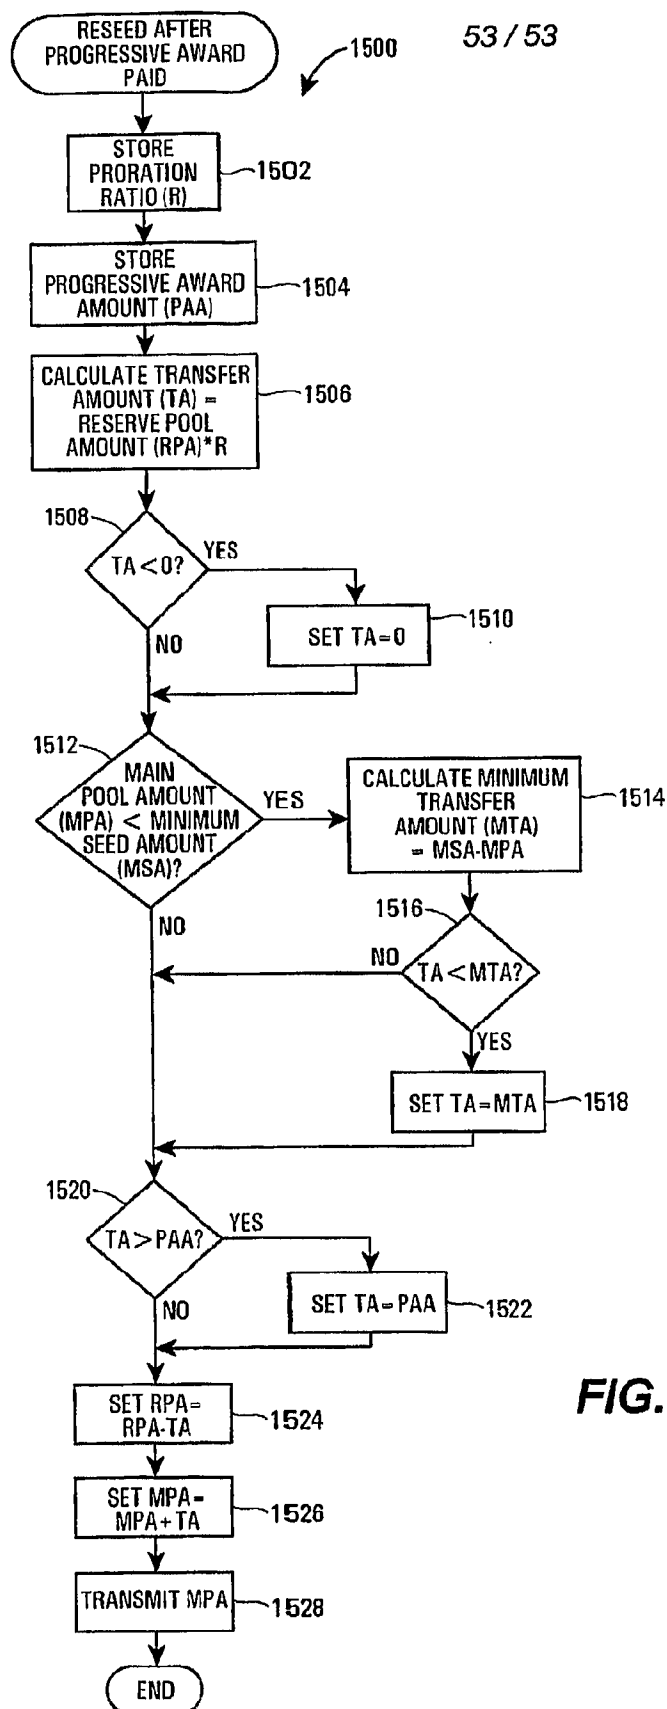 RESEED AFTER
PROGRESSIVE AWARD
PAID
1500
53 / 53
STORE
PRORATION
RATIO (R)
1502
STORE
PROGRESSIVE AWARD
AMOUNT (PAA)
1504
CALCULATE TRANSFER
AMOUNT (TA) =
RESERVE POOL
AMOUNT (RPA)*R
1506
1508
TA<0?
YES
NO
SET TA=0
1510
1512
MAIN
POOL AMOUNT
(MPA) < MINIMUM
SEED AMOUNT
(MSA)?
YES
NO
CALCULATE MINIMUM
TRANSFER
AMOUNT (MTA)
= MSA-MPA
1514
1516
TA<MTA?
NO
YES
SET TA=MTA
1518
1520
TA>PAA?
YES
NO
SET TA=PAA
1522
SET RPA=
RPA-TA
1524
FIG.
SET MPA=
MPA+TA
1526
TRANSMIT MPA
1528
END